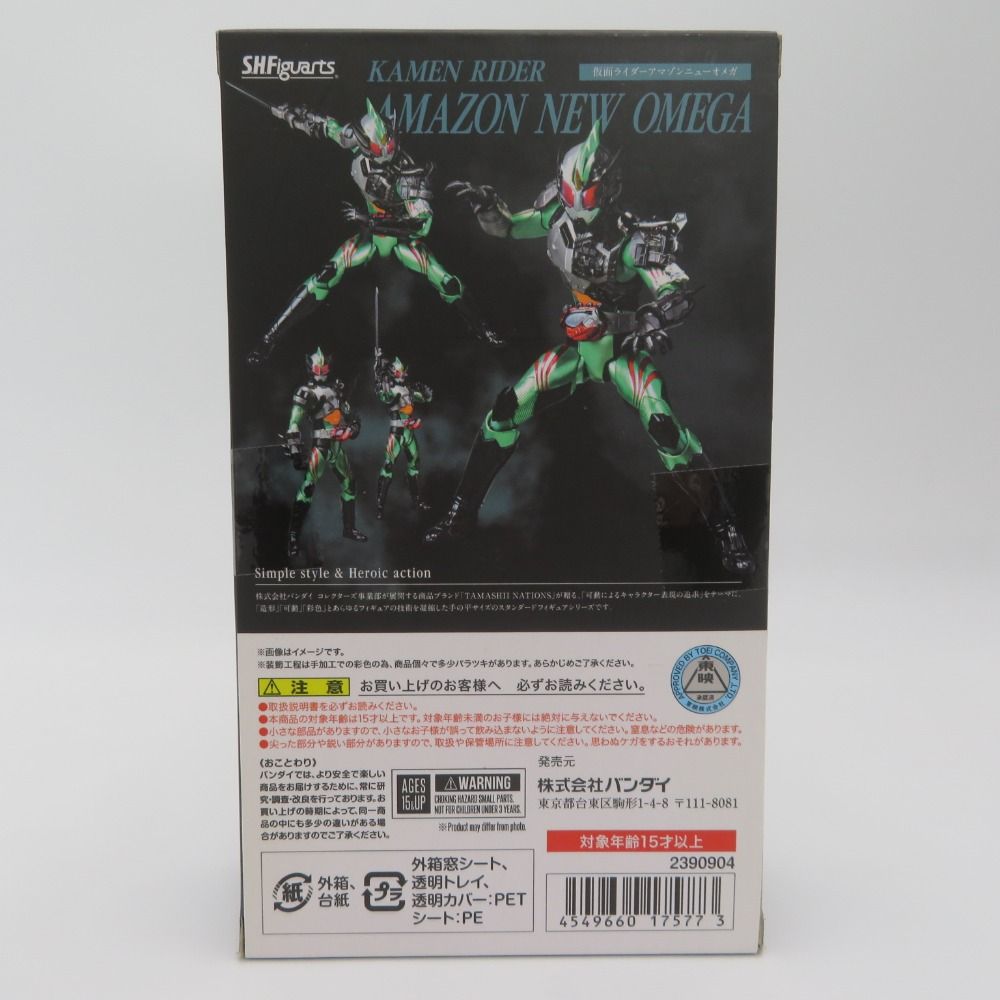 S.H.Figuarts
KAMEN RIDER
仮面ライダーアマゾンニューオメガ
AMAZON NEW OMEGA
Simple style & Heroic action
株式会社バンダイ コレクターズ事業部が展開する商品ブランド「TAMASHII NATIONS」が贈る、「可動によるキャラクター表現の追求」をテーマに、
「造形」「可動」「彩色」とあらゆるフィギュアの技術を凝縮した手の平サイズのスタンダードフィギュアシリーズです。
※画像はイメージです。
※装飾工程は手加工での彩色の為、商品個々で多少バラツキがあります。あらかじめご了承ください。
注意 お買い上げのお客様へ 必ずお読みください。
●取扱説明書を必ずお読みください。
●本商品の対象年齢は15才以上です。対象年齢未満のお子様には絶対に与えないでください。
●小さな部品がありますので、小さなお子様が誤って飲み込まないように注意してください。窒息などの危険があります。
●尖った部分や鋭い部分がありますので、取扱や保管場所に注意してください。思わぬケガをするおそれがあります。
APPROVED BY TOEI COMPANY, LTD.
東映
東映株式会社
(おことわり)
バンダイでは、より安全で楽しい
商品をお届けするために、常に研
究・調査・改良を行っております。お
買い上げの時期によって、同一商
品の中にも多少の違いがある場
合がありますのでご了承ください。
AGES
15&UP
WARNING
CHOKING HAZARD SMALL PARTS.
NOT FOR CHILDREN UNDER 3 YEARS.
※Product may differ from photo.
発売元
株式会社バンダイ
東京都台東区駒形1-4-8 〒111-8081
対象年齢15才以上
2390904
紙
外箱、
台紙
プラ
外箱窓シート、
透明トレイ、
透明カバー:PET
シート:PE
4549660 17577 3